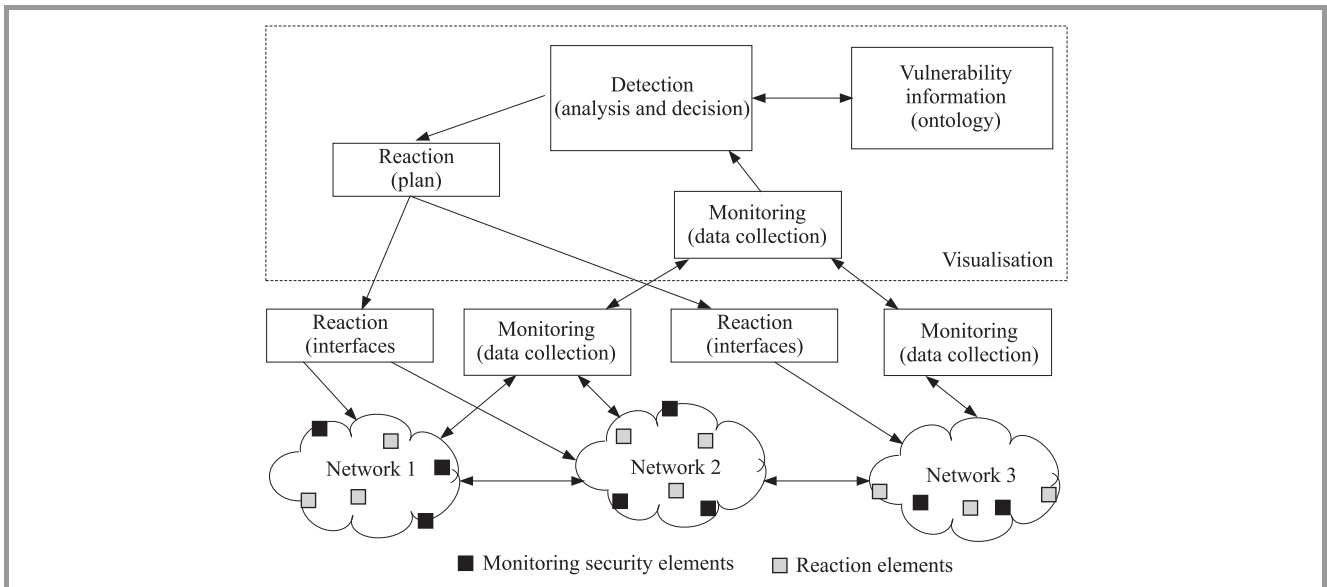 Detection
(analysis and decision)
Vulnerability
information
(ontology)
Reaction
(plan)
Monitoring
(data collection)
Visualisation
Reaction
(interfaces
Monitoring
(data collection)
Reaction
(interfaces)
Monitoring
(data collection)
Network 1
Network 2
Network 3
Monitoring security elements
Reaction elements